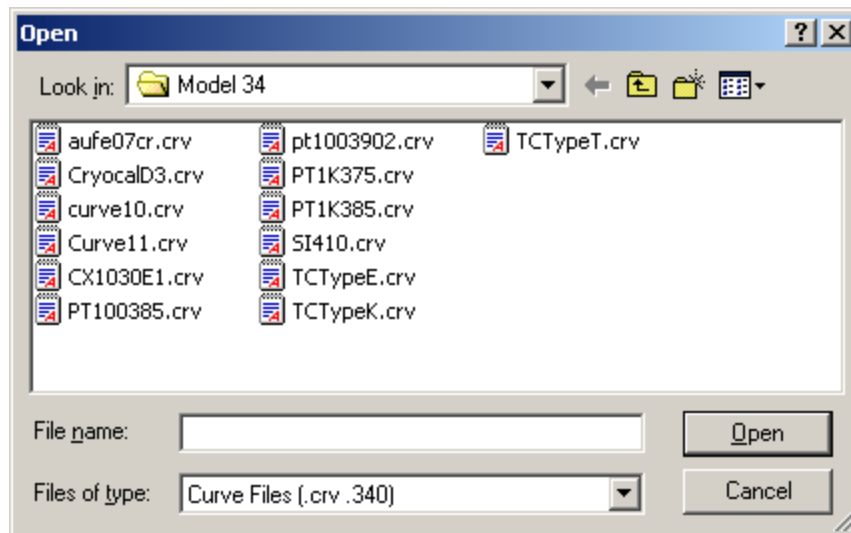 Open
Look in: Model 34
aufe07cr.crv pt1003902.crv TCTypeT.crv
CryocalD3.crv PT1K375.crv
curve10.crv PT1K385.crv
Curve11.crv SI410.crv
CX1030E1.crv TCTypeE.crv
PT100385.crv TCTypeK.crv
File name: Open
Files of type: Curve Files (.crv .340) Cancel